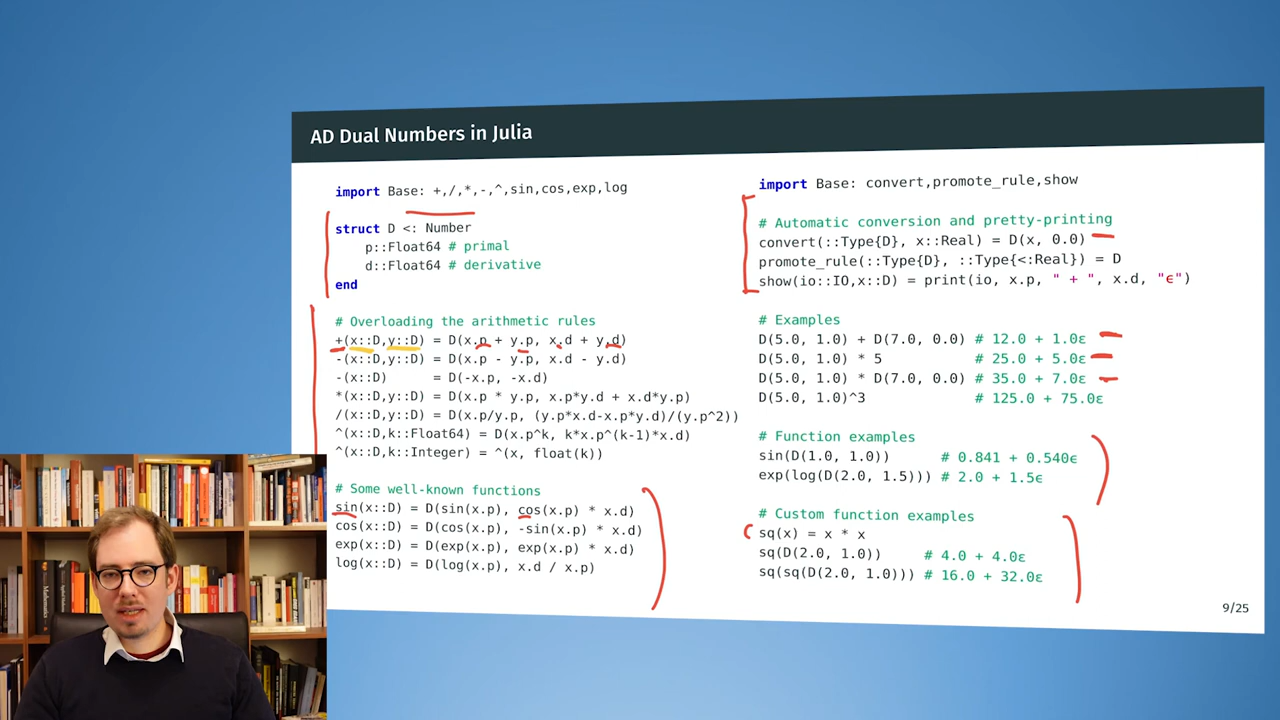 AD Dual Numbers in Julia
import Base: +,/,*,-,^,sin,cos,exp,log
struct D <: Number
p::Float64 # primal
d::Float64 # derivative
end
# Overloading the arithmetic rules
+(x::D,y::D) = D(x.p + y.p, x.d + y.d)
-(x::D,y::D) = D(x.p - y.p, x.d - y.d)
-(x::D) = D(-x.p, -x.d)
*(x::D,y::D) = D(x.p * y.p, x.p*y.d + x.d*y.p)
/(x::D,y::D) = D(x.p/y.p, (y.p*x.d-x.p*y.d)/(y.p^2))
^(x::D,k::Float64) = D(x.p^k, k*x.p^(k-1)*x.d)
^(x::D,k::Integer) = ^(x, float(k))
# Some well-known functions
sin(x::D) = D(sin(x.p), cos(x.p) * x.d)
cos(x::D) = D(cos(x.p), -sin(x.p) * x.d)
exp(x::D) = D(exp(x.p), exp(x.p) * x.d)
log(x::D) = D(log(x.p), x.d / x.p)
import Base: convert,promote_rule,show
# Automatic conversion and pretty-printing
convert(::Type{D}, x::Real) = D(x, 0.0)
promote_rule(::Type{D}, ::Type{<:Real}) = D
show(io::IO,x::D) = print(io, x.p, " + ", x.d, "ϵ")
# Examples
D(5.0, 1.0) + D(7.0, 0.0) # 12.0 + 1.0ε
D(5.0, 1.0) * 5 # 25.0 + 5.0ε
D(5.0, 1.0) * D(7.0, 0.0) # 35.0 + 7.0ε
D(5.0, 1.0)^3 # 125.0 + 75.0ε
# Function examples
sin(D(1.0, 1.0)) # 0.841 + 0.540ε
exp(log(D(2.0, 1.5))) # 2.0 + 1.5ε
# Custom function examples
sq(x) = x * x
sq(D(2.0, 1.0)) # 4.0 + 4.0ε
sq(sq(D(2.0, 1.0))) # 16.0 + 32.0ε
9/25